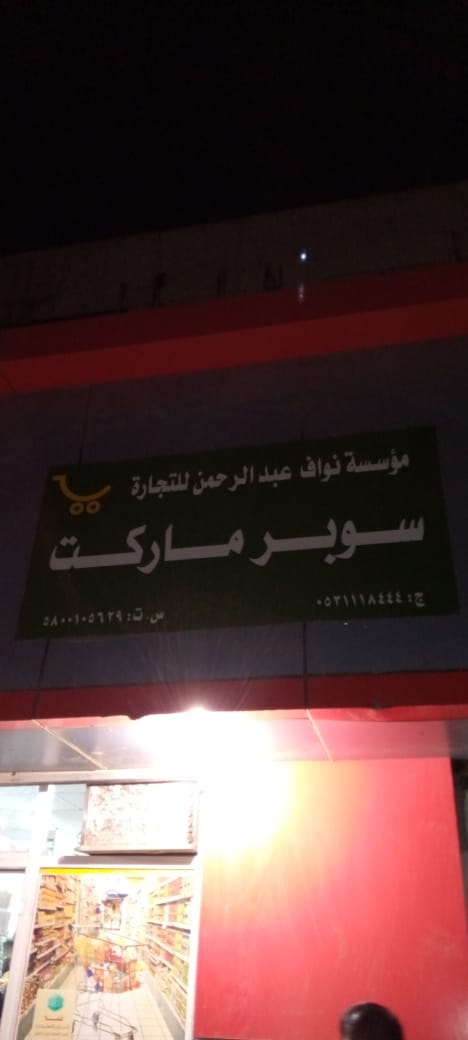 مؤسسة نواف عبد الرحمن للتجارة
سوبر ماركت
ج: ٠٥٣١١١٨٤٤٤
س.ت: ٥٨٠٠١٠٥٦٢٩